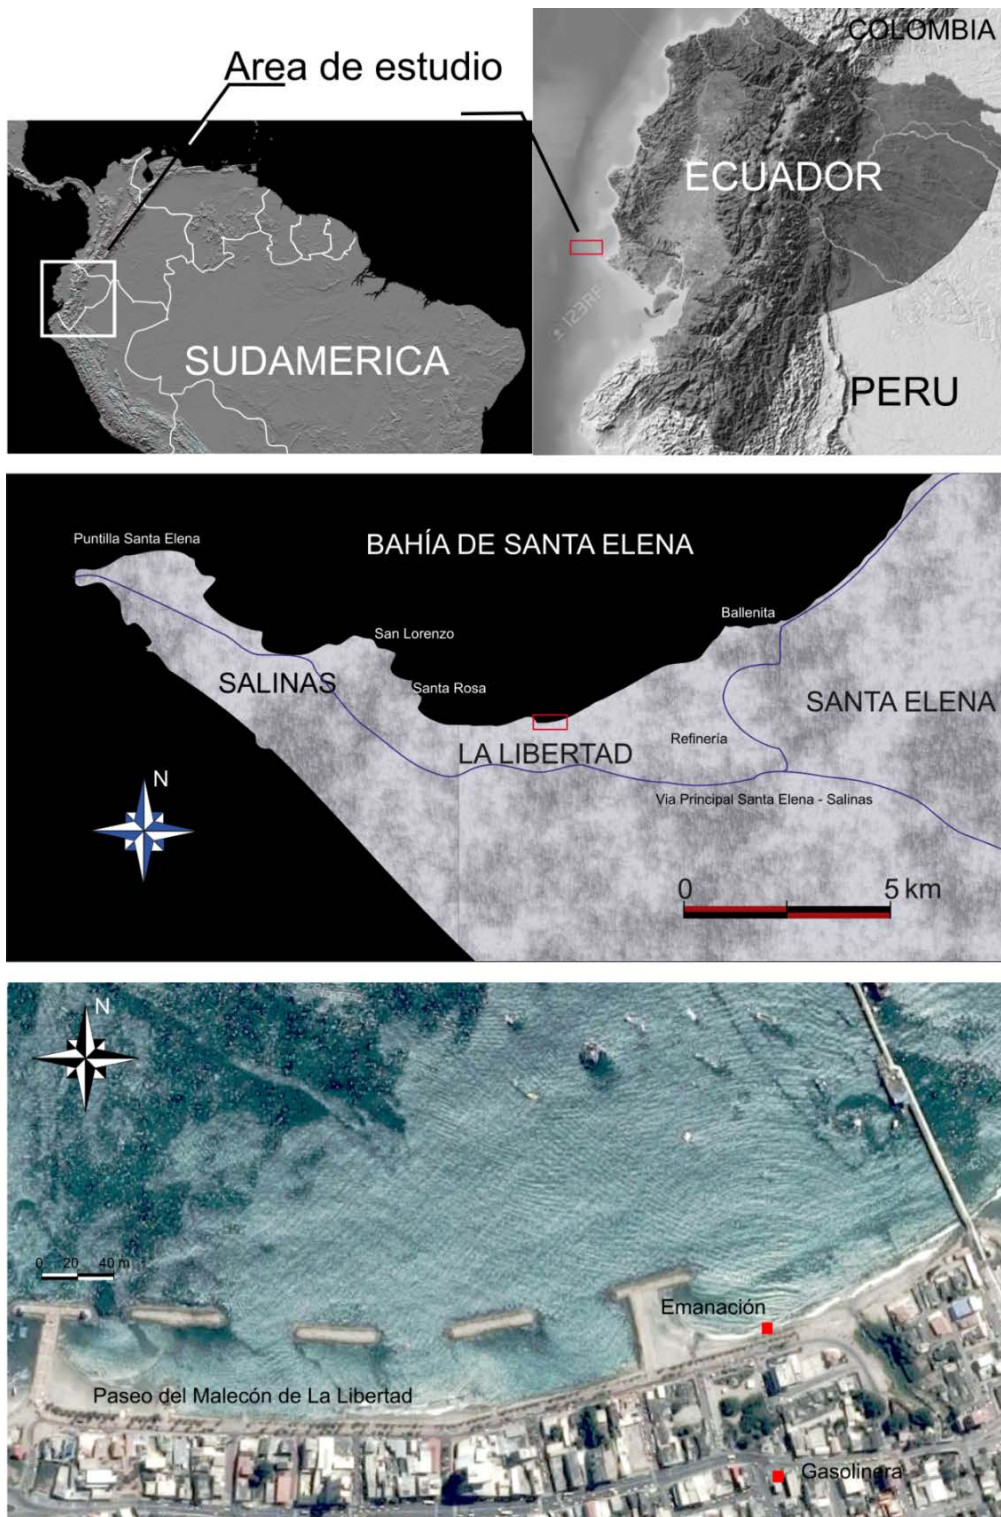 Area de estudio
COLOMBIA
ECUADOR
123RF
SUDAMERICA
PERU
Puntilla Santa Elena
BAHÍA DE SANTA ELENA
Ballenita
San Lorenzo
SALINAS
Santa Rosa
SANTA ELENA
Refinería
LA LIBERTAD
N
Via Principal Santa Elena - Salinas
0 5 km
N
0 20 40 m
Emanación
Paseo del Malecón de La Libertad
Gasolinera